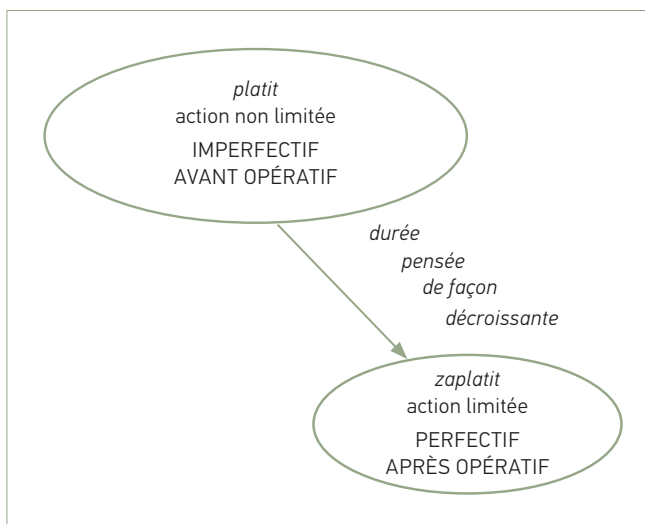 platit
action non limitée
IMPERFECTIF
AVANT OPÉRATIF
durée
pensée
de façon
décroissante
zaplatit
action limitée
PERFECTIF
APRÈS OPÉRATIF